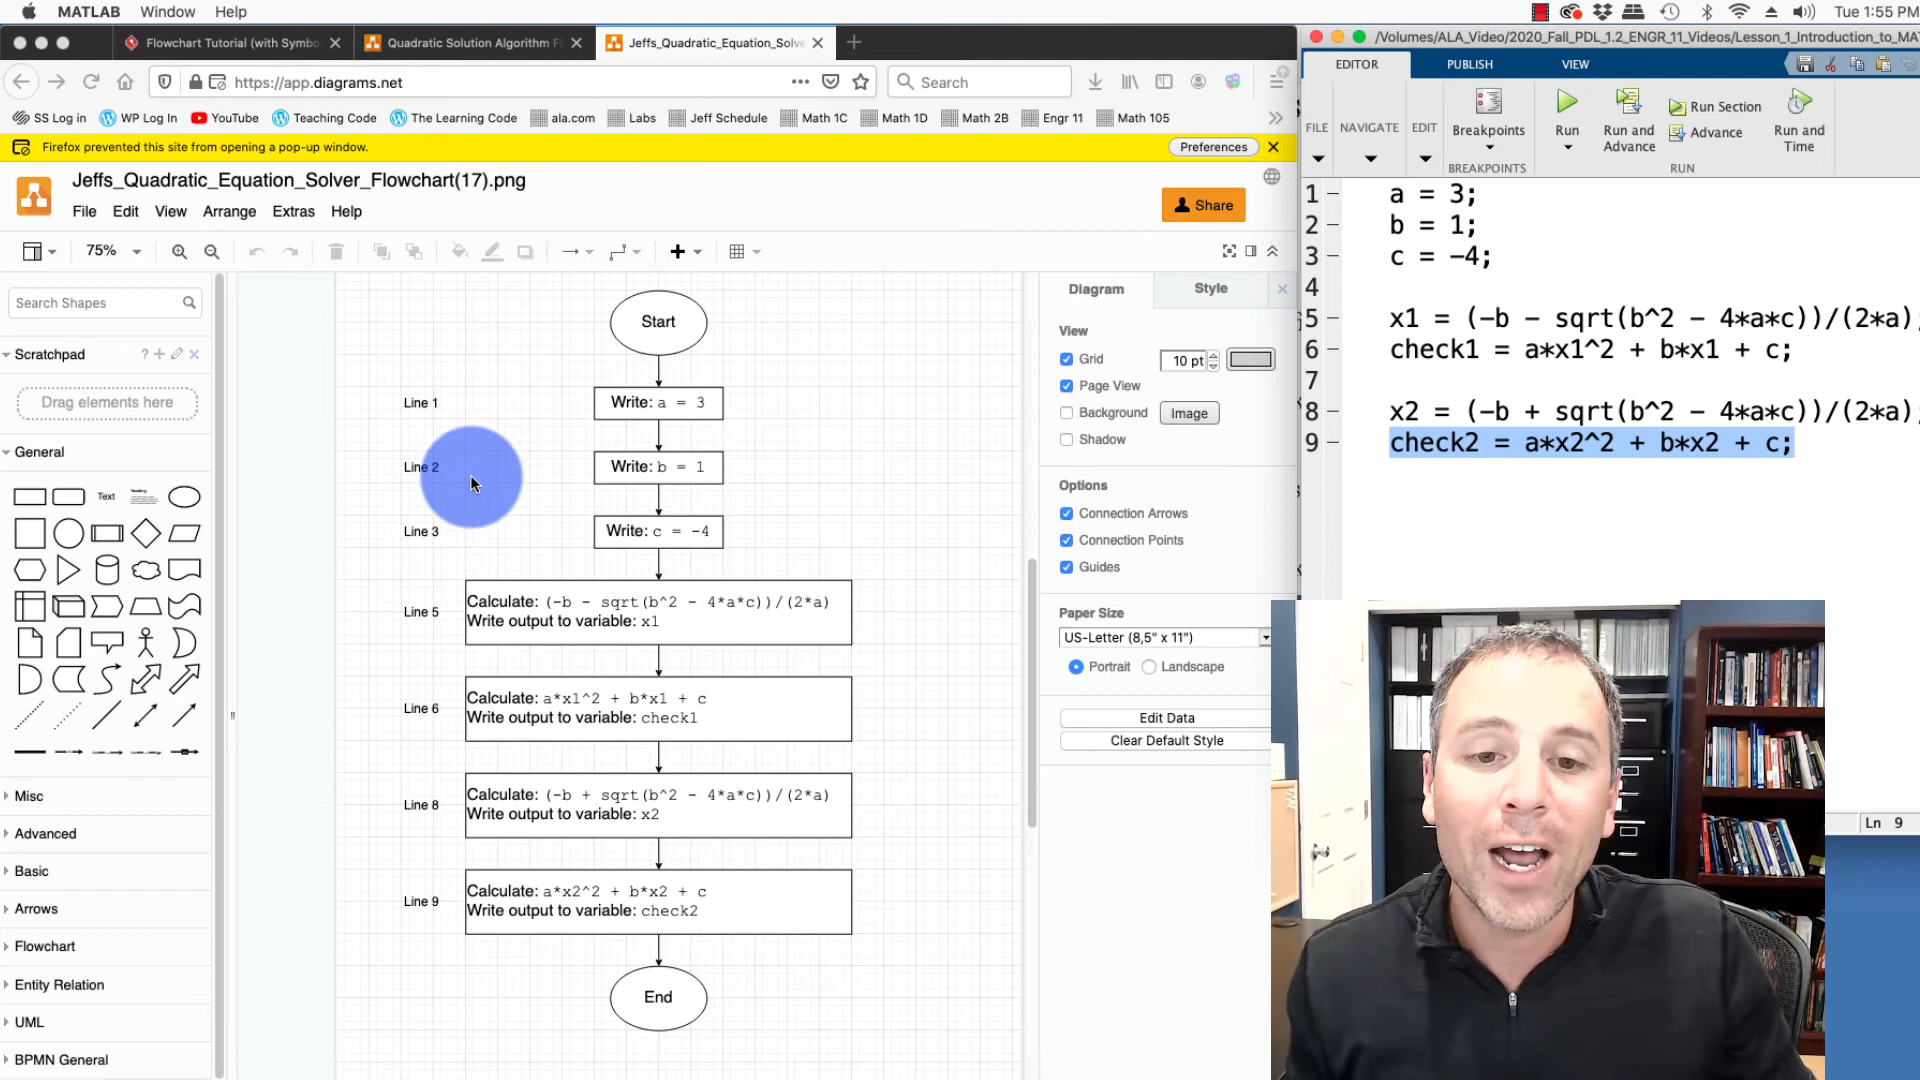 MATLAB Window Help
Tue 1:55 PM
Flowchart Tutorial (with Symbo
Quadratic Solution Algorithm F
Jeffs_Quadratic_Equation_Solve
https://app.diagrams.net
Search
SS Log in
WP Log In
YouTube
Teaching Code
The Learning Code
ala.com
Labs
Jeff Schedule
Math 1C
Math 1D
Math 2B
Engr 11
Math 105
Firefox prevented this site from opening a pop-up window.
Preferences
Jeffs_Quadratic_Equation_Solver_Flowchart(17).png
File Edit View Arrange Extras Help
Share
75%
Search Shapes
Scratchpad
?
Drag elements here
General
Text
Heading
Misc
Advanced
Basic
Arrows
Flowchart
Entity Relation
UML
BPMN General
Start
Line 1
Write: a = 3
Line 2
Write: b = 1
Line 3
Write: c = -4
Line 5
Calculate: (-b - sqrt(b^2 - 4*a*c))/(2*a)
Write output to variable: x1
Line 6
Calculate: a*x1^2 + b*x1 + c
Write output to variable: check1
Line 8
Calculate: (-b + sqrt(b^2 - 4*a*c))/(2*a)
Write output to variable: x2
Line 9
Calculate: a*x2^2 + b*x2 + c
Write output to variable: check2
End
Diagram
Style
View
Grid
10 pt
Page View
Background
Image
Shadow
Options
Connection Arrows
Connection Points
Guides
Paper Size
US-Letter (8,5" x 11")
Portrait
Landscape
Edit Data
Clear Default Style
/Volumes/ALA_Video/2020_Fall_PDL_1.2_ENGR_11_Videos/Lesson_1_Introduction_to_MA
EDITOR
PUBLISH
VIEW
FILE
NAVIGATE
EDIT
Breakpoints
Run
Run and Advance
Run Section
Advance
Run and Time
BREAKPOINTS
RUN
1 a = 3;
2 b = 1;
3 c = -4;
4
5 x1 = (-b - sqrt(b^2 - 4*a*c))/(2*a);
6 check1 = a*x1^2 + b*x1 + c;
7
8 x2 = (-b + sqrt(b^2 - 4*a*c))/(2*a);
9 check2 = a*x2^2 + b*x2 + c;
Ln 9